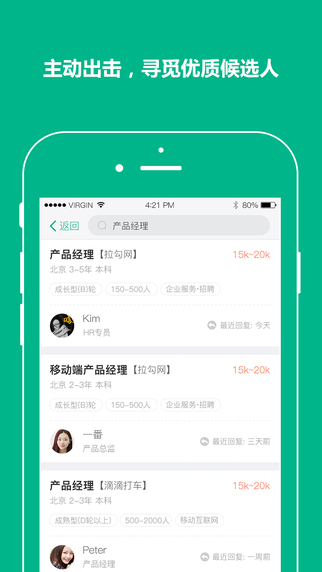 主动出击，寻觅优质候选人
VIRGIN 4:21 PM 80%
返回 产品经理
产品经理【拉勾网】 15k-20k
北京 3-5年 本科
成长型(B)轮 150-500人 企业服务·招聘
Kim
HR专员 最近回复: 今天
移动端产品经理【拉勾网】 15k-20k
北京 2-3年 本科
成长型(B)轮 150-500人 企业服务·招聘
一番
产品总监 最近回复: 三天前
产品经理【滴滴打车】 15k-20k
北京 2-3年 本科
成熟型(D轮以上) 500-2000人 移动互联网
Peter
产品经理 最近回复: 一周前